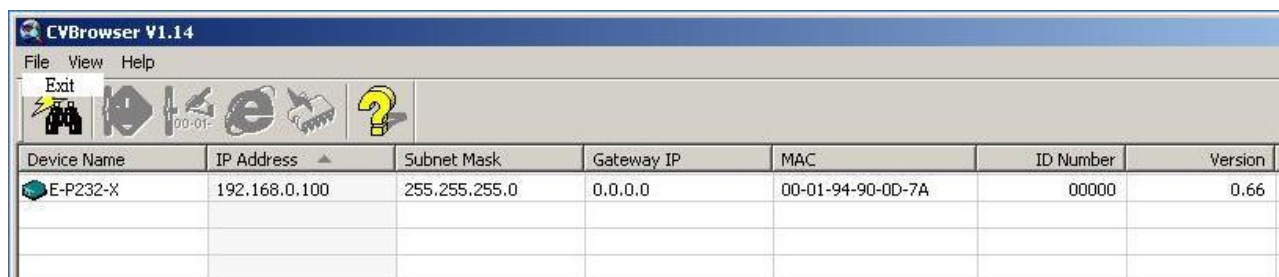 CVBrowser V1.14
File View Help
Exit
00-01-
Device Name IP Address Subnet Mask Gateway IP MAC ID Number Version
E-P232-X 192.168.0.100 255.255.255.0 0.0.0.0 00-01-94-90-0D-7A 00000 0.66